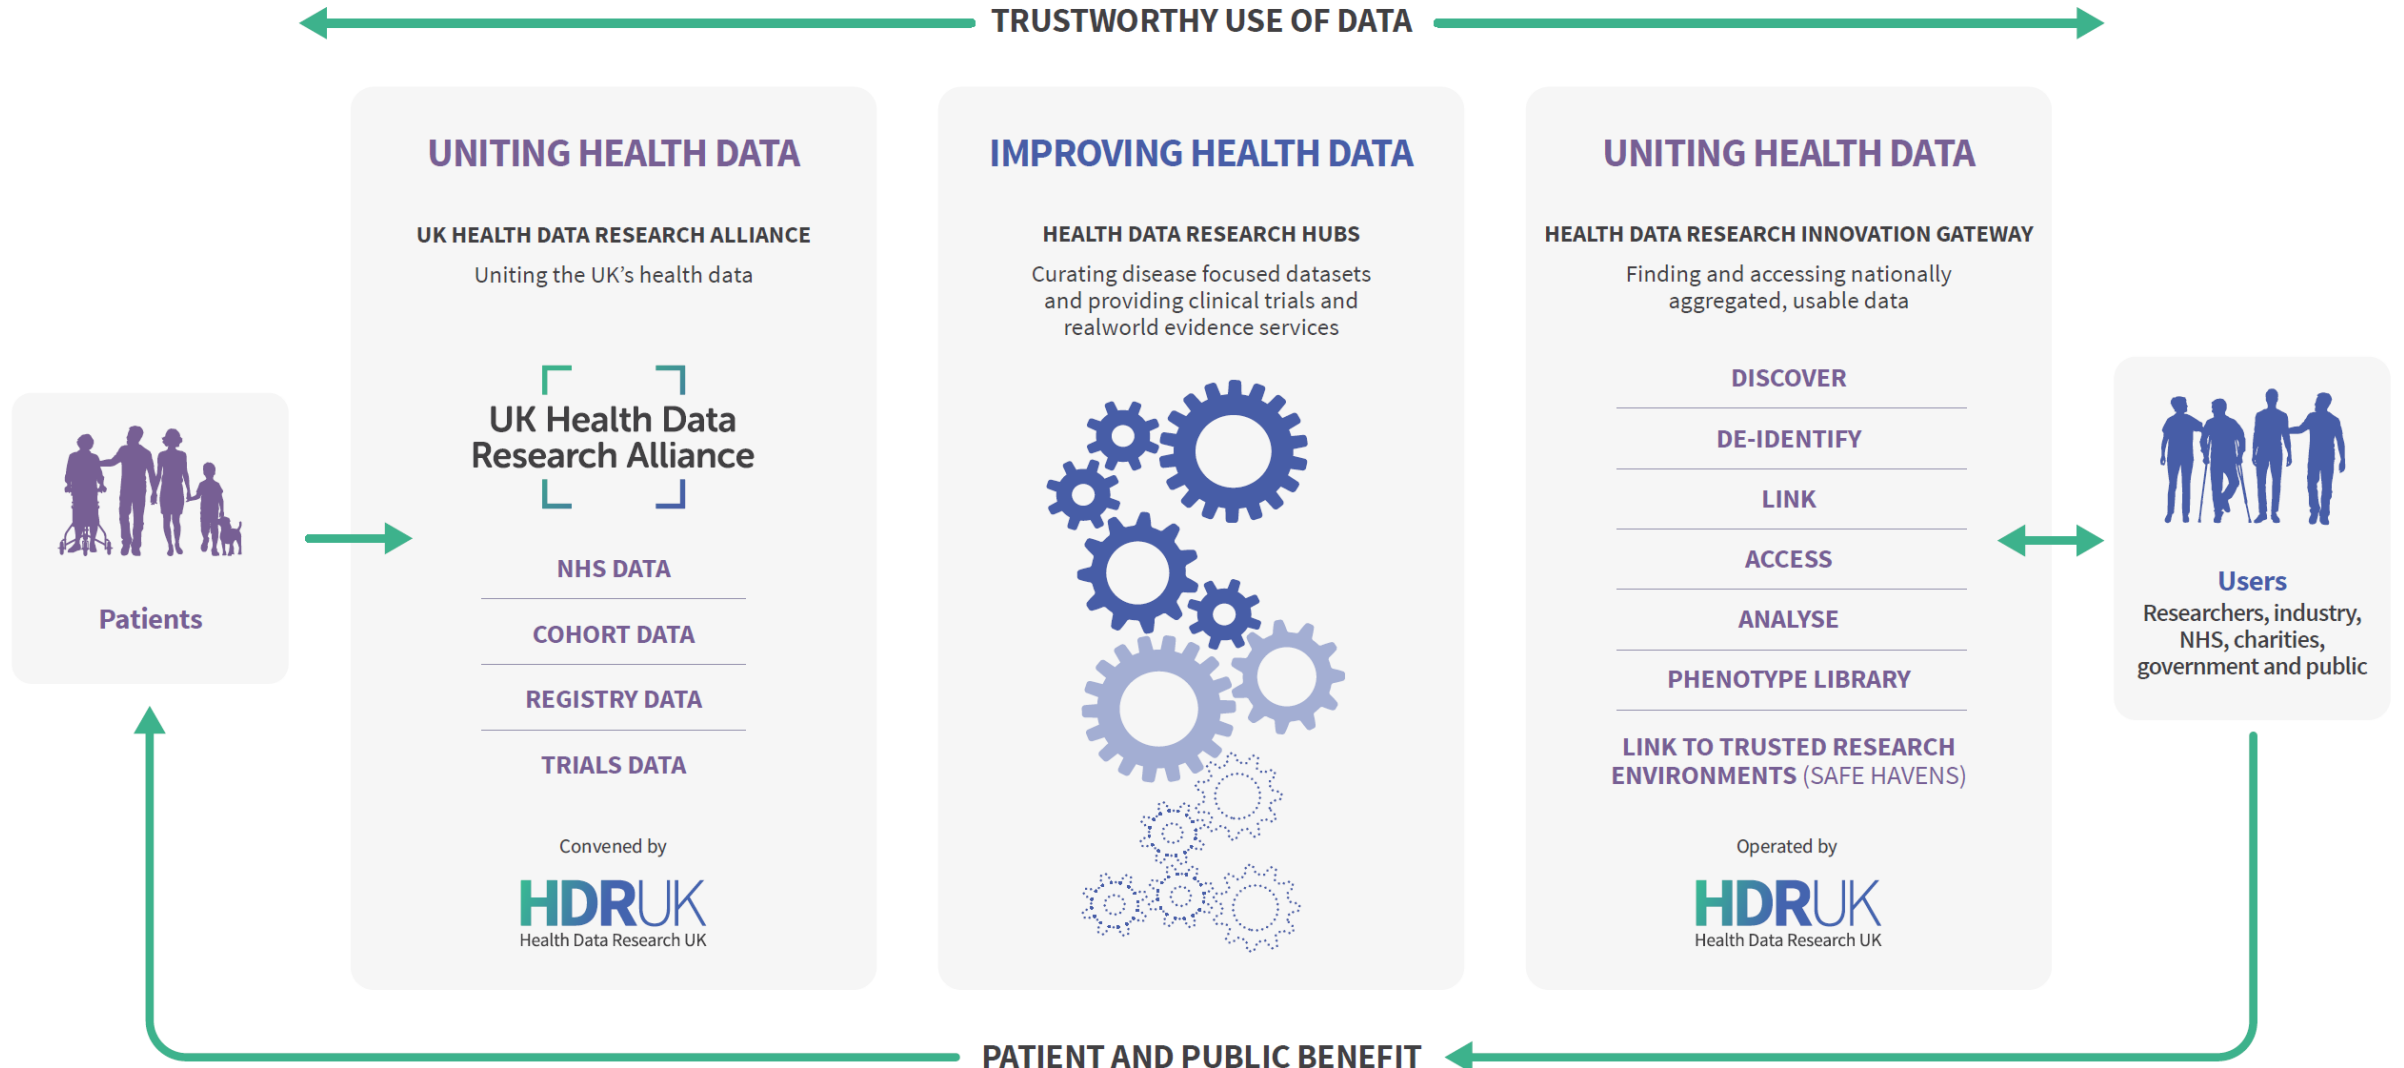 TRUSTWORTHY USE OF DATA
Patients
UNITING HEALTH DATA
UK HEALTH DATA RESEARCH ALLIANCE
Uniting the UK's health data
UK Health Data
Research Alliance
NHS DATA
COHORT DATA
REGISTRY DATA
TRIALS DATA
Convened by
HDRUK
Health Data Research UK
IMPROVING HEALTH DATA
HEALTH DATA RESEARCH HUBS
Curating disease focused datasets
and providing clinical trials and
realworld evidence services
UNITING HEALTH DATA
HEALTH DATA RESEARCH INNOVATION GATEWAY
Finding and accessing nationally
aggregated, usable data
DISCOVER
DE-IDENTIFY
LINK
ACCESS
ANALYSE
PHENOTYPE LIBRARY
LINK TO TRUSTED RESEARCH
ENVIRONMENTS (SAFE HAVENS)
Operated by
HDRUK
Health Data Research UK
Users
Researchers, industry,
NHS, charities,
government and public
PATIENT AND PUBLIC BENEFIT